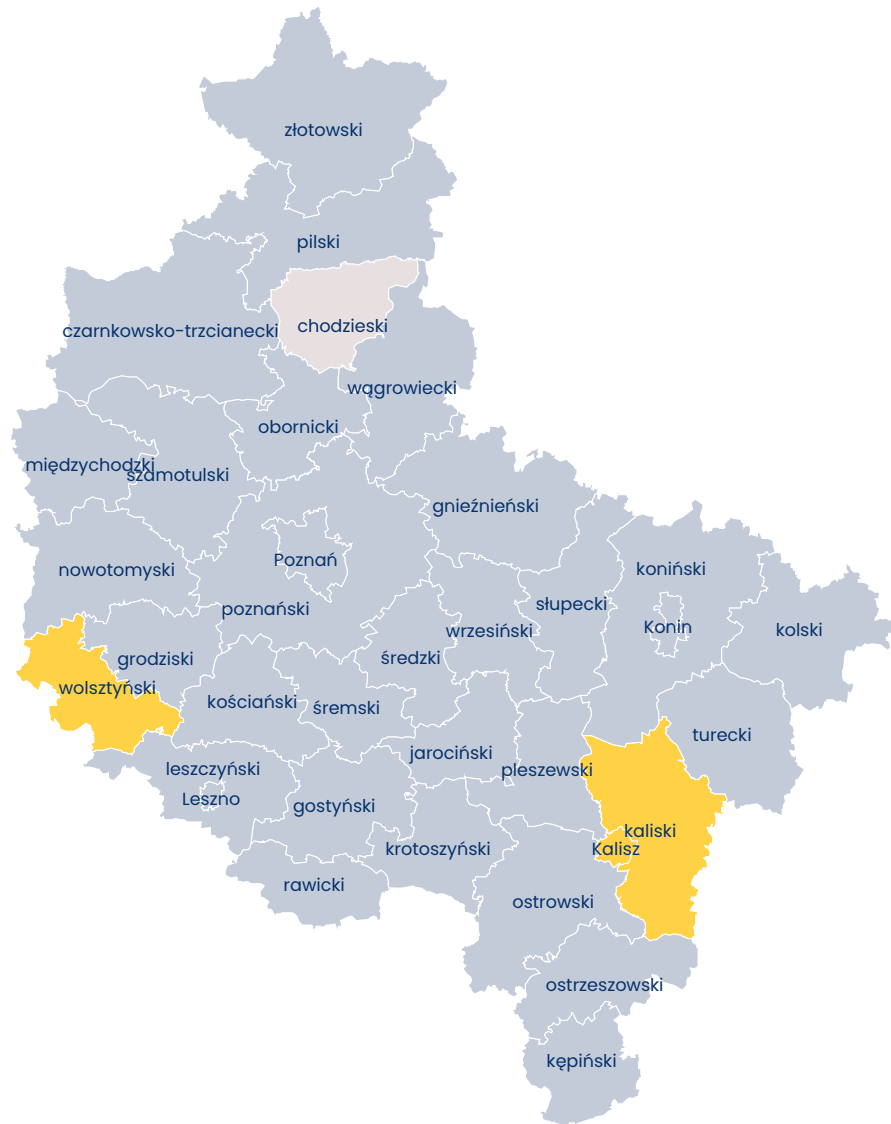 złotowski
pilski
chodzieski
czarnkowsko-trzcianecki
wągrowiecki
obornicki
międzychodzki
szamotulski
gnieźnieński
Poznań
nowotomyski
koniński
poznański
słupecki
Konin
wrzesiński
kolski
średzki
grodziski
wolsztyński
kościański
śremski
turecki
jarociński
leszczyński
pleszewski
Leszno
gostyński
kaliski
krotoszyński
Kalisz
rawicki
ostrowski
ostrzeszowski
kępiński